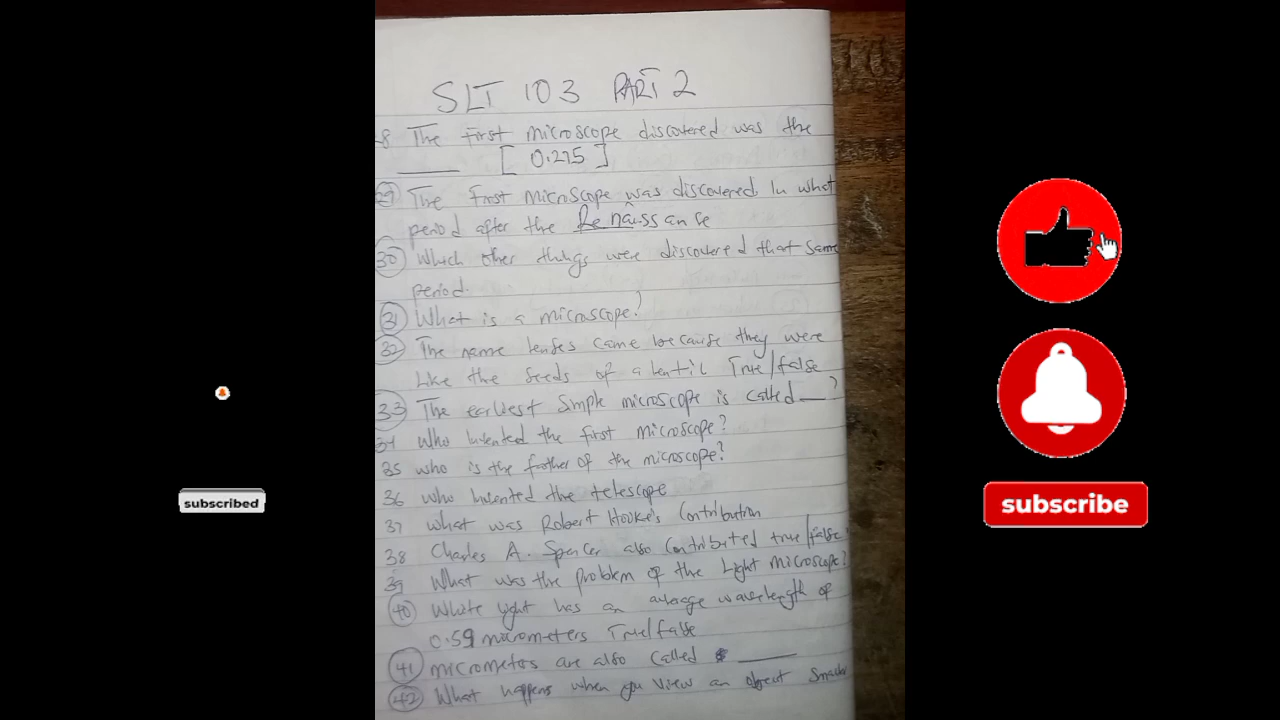 SLT 103 PART 2
28 The first microscope discovered was the
[ 0.275 ]
29 The first microscope was discovered in what
period after the Renaissanse
30 Which other things were discovered that same
period.
31 What is a microscope?
32 The name lenses came because they were
Like the seeds of a lentil True/false
33 The earliest simple microscope is called ___?
34 Who invented the first microscope?
35 who is the father of the microscope?
36 who invented the telescope
37 what was Robert Hooke's Contribution
38 Charles A. Spencer also contributed true/false
39 What was the problem of the Light microscope?
40 White light has an average wavelength of
0.59 micrometers True/false
41 micrometers are also called ___
42 What happens when you view an object smaller
subscribed
subscribe